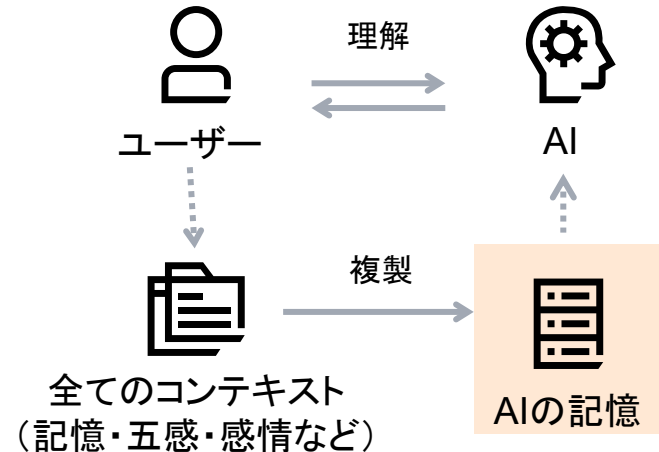 理解
ユーザー
AI
複製
全てのコンテキスト
（記憶・五感・感情など）
AIの記憶